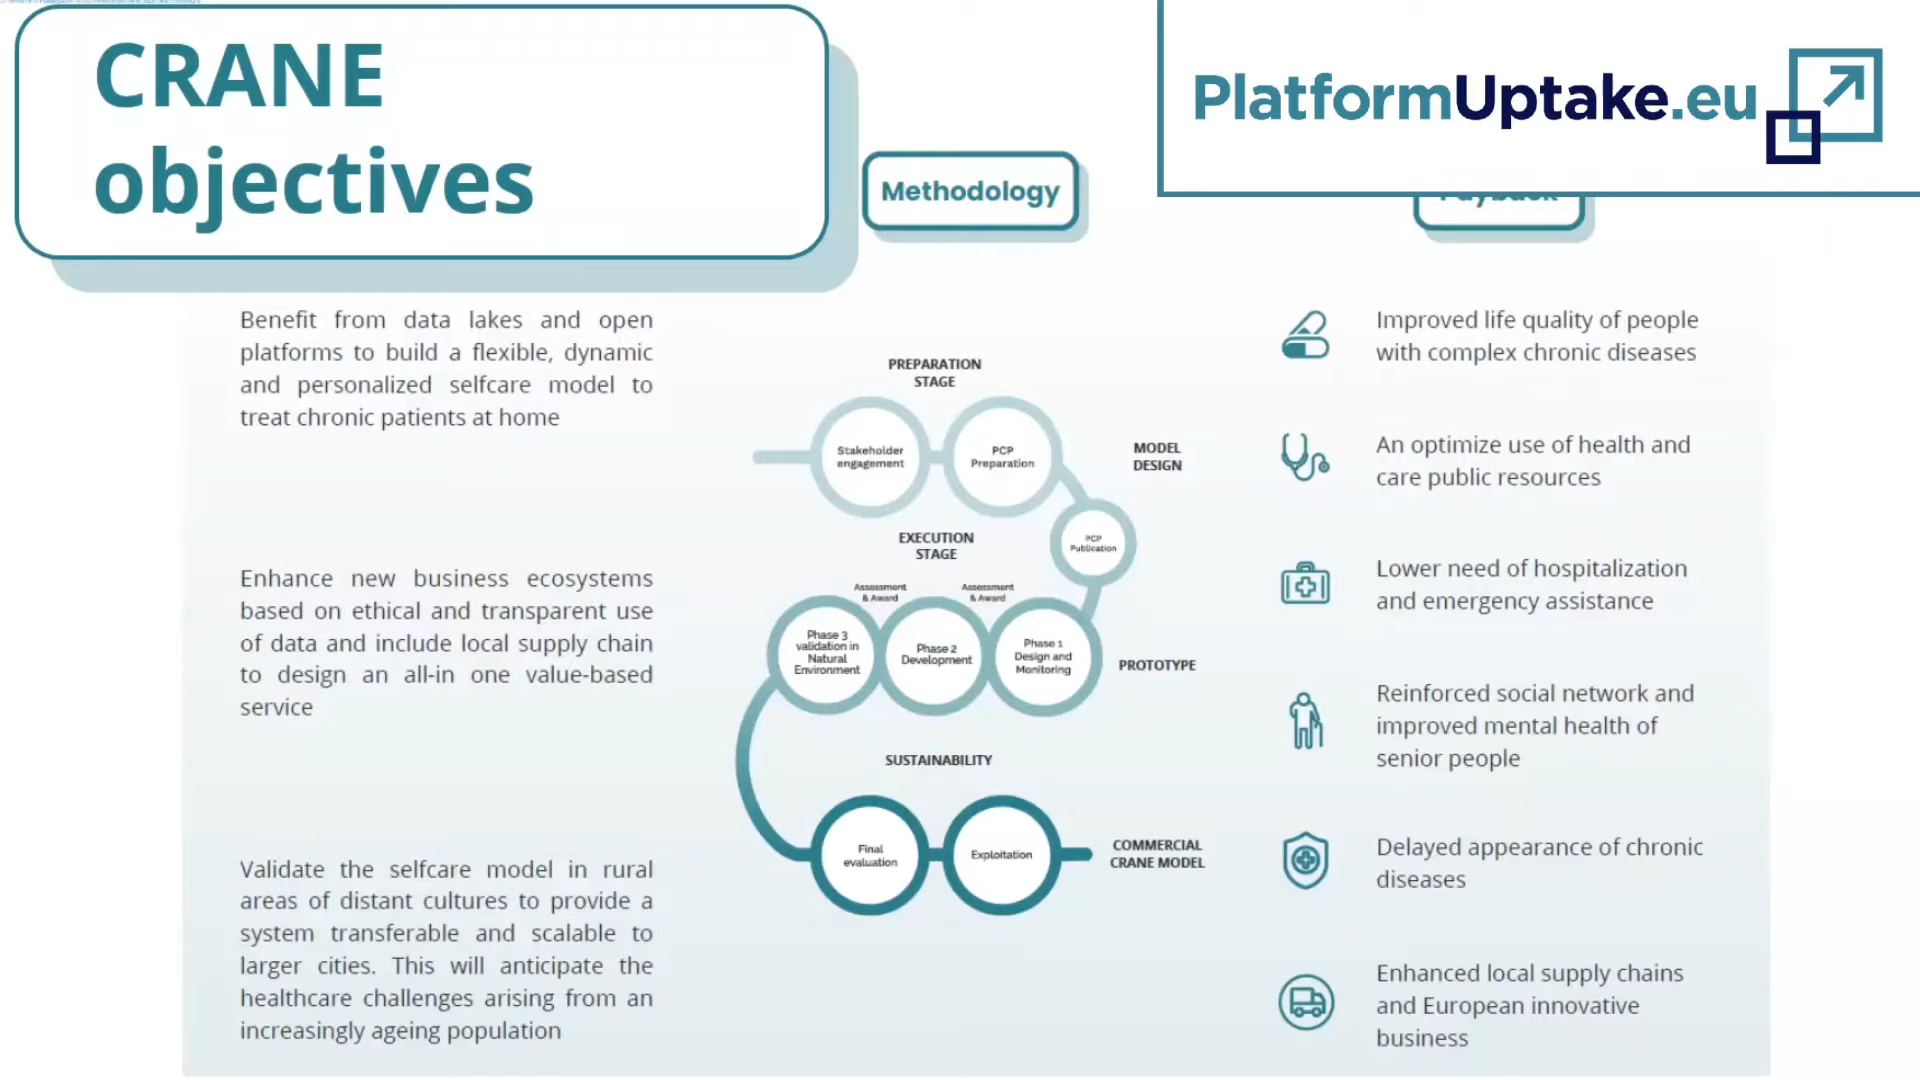 CRANE
objectives
PlatformUptake.eu
Methodology
Payback
Benefit from data lakes and open
platforms to build a flexible, dynamic
and personalized selfcare model to
treat chronic patients at home
Enhance new business ecosystems
based on ethical and transparent use
of data and include local supply chain
to design an all-in one value-based
service
Validate the selfcare model in rural
areas of distant cultures to provide a
system transferable and scalable to
larger cities. This will anticipate the
healthcare challenges arising from an
increasingly ageing population
PREPARATION
STAGE
Stakeholder
engagement
PCP
Preparation
MODEL
DESIGN
PCP
Publication
EXECUTION
STAGE
Assessment
& Award
Assessment
& Award
Phase 3
validation in
Natural
Environment
Phase 2
Development
Phase 1
Design and
Monitoring
PROTOTYPE
SUSTAINABILITY
Final
evaluation
Exploitation
COMMERCIAL
CRANE MODEL
Improved life quality of people
with complex chronic diseases
An optimize use of health and
care public resources
Lower need of hospitalization
and emergency assistance
Reinforced social network and
improved mental health of
senior people
Delayed appearance of chronic
diseases
Enhanced local supply chains
and European innovative
business